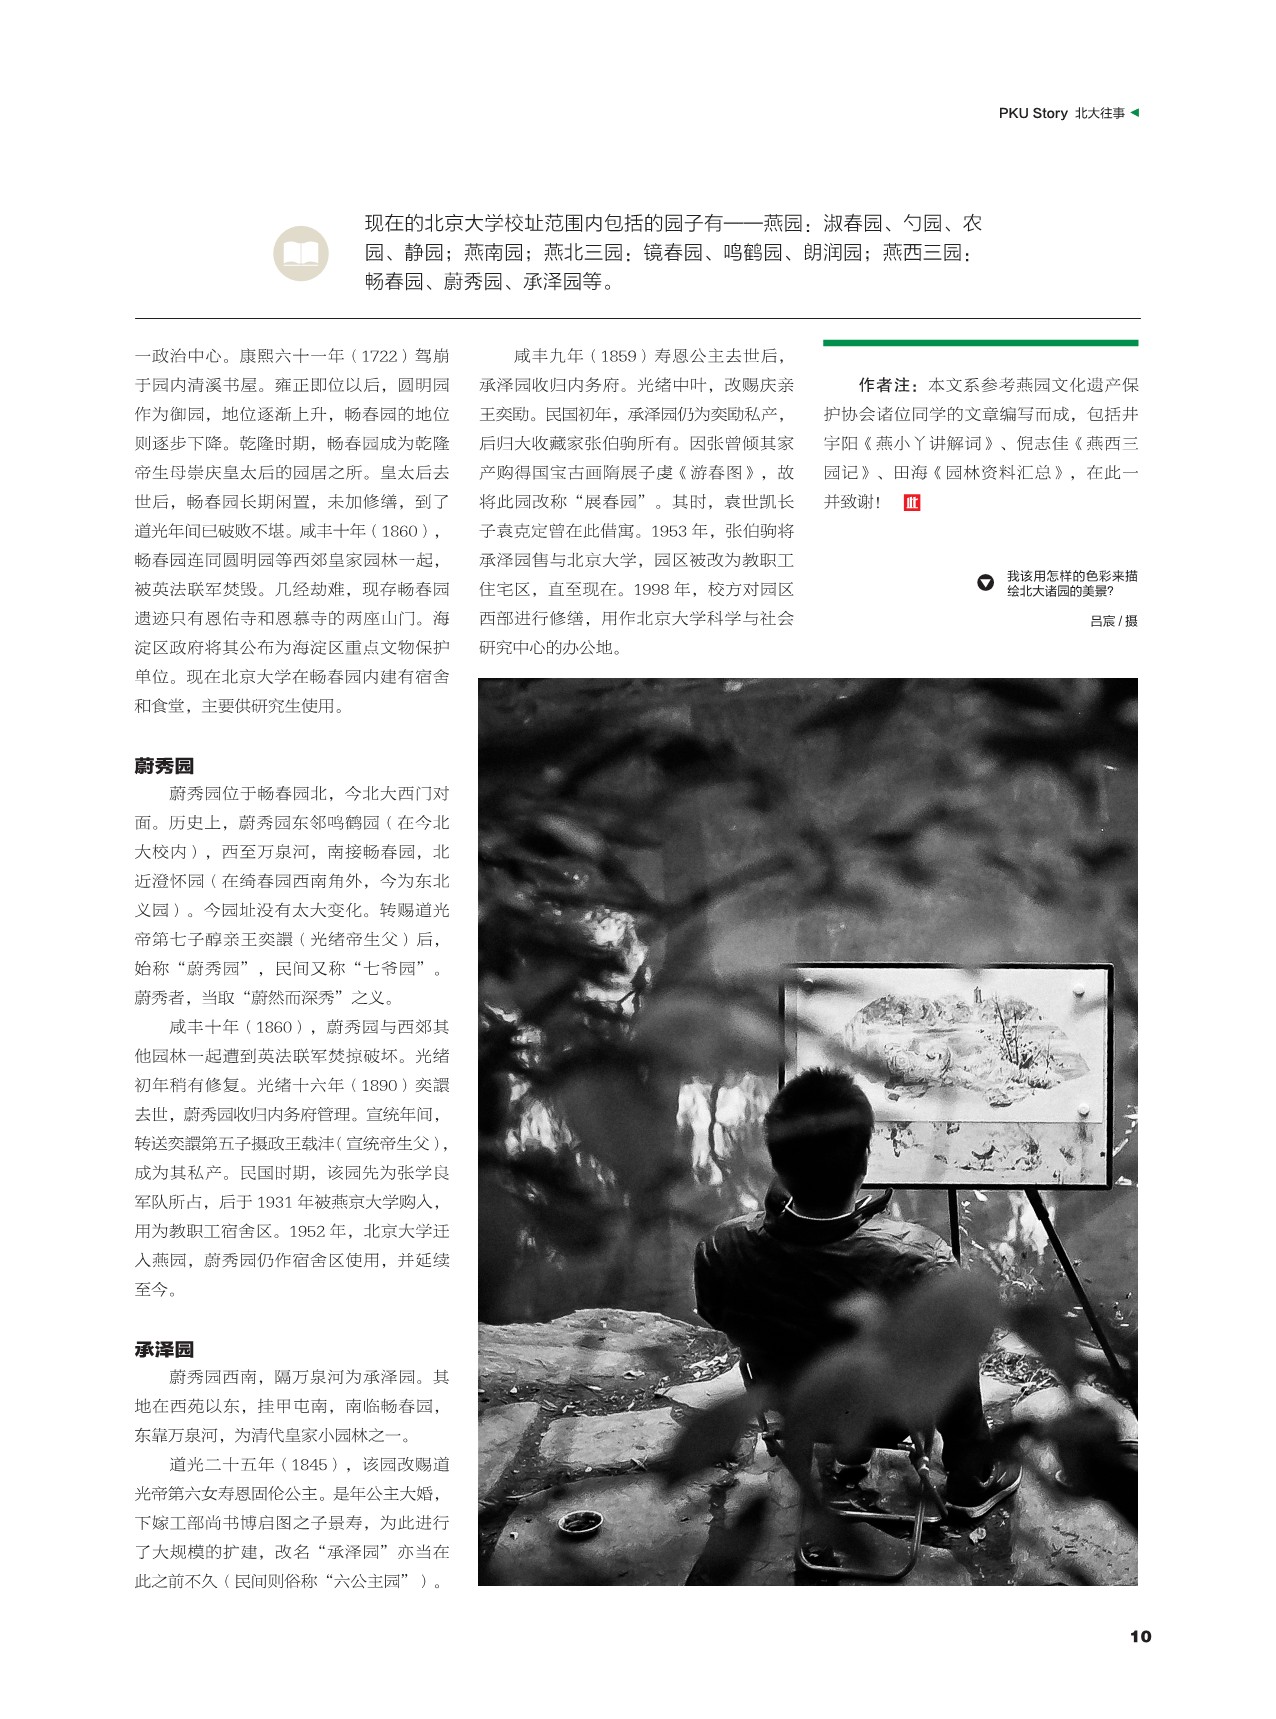 PKU Story 北大往事
现在的北京大学校址范围内包括的园子有——燕园：淑春园、勺园、农
园、静园；燕南园；燕北三园：镜春园、鸣鹤园、朗润园；燕西三园：
畅春园、蔚秀园、承泽园等。
一政治中心。康熙六十一年（1722）驾崩
于园内清溪书屋。雍正即位以后，圆明园
作为御园，地位逐渐上升，畅春园的地位
则逐步下降。乾隆时期，畅春园成为乾隆
帝生母崇庆皇太后的园居之所。皇太后去
世后，畅春园长期闲置，未加修缮，到了
道光年间已破败不堪。咸丰十年（1860），
畅春园连同圆明园等西郊皇家园林一起，
被英法联军焚毁。几经劫难，现存畅春园
遗迹只有恩佑寺和恩慕寺的两座山门。海
淀区政府将其公布为海淀区重点文物保护
单位。现在北京大学在畅春园内建有宿舍
和食堂，主要供研究生使用。
蔚秀园
蔚秀园位于畅春园北，今北大西门对
面。历史上，蔚秀园东邻鸣鹤园（在今北
大校内），西至万泉河，南接畅春园，北
近澄怀园（在绮春园西南角外，今为东北
义园）。今园址没有太大变化。转赐道光
帝第七子醇亲王奕譞（光绪帝生父）后，
始称“蔚秀园”，民间又称“七爷园”。
蔚秀者，当取“蔚然而深秀”之义。
咸丰十年（1860），蔚秀园与西郊其
他园林一起遭到英法联军焚掠破坏。光绪
初年稍有修复。光绪十六年（1890）奕譞
去世，蔚秀园收归内务府管理。宣统年间，
转送奕譞第五子摄政王载沣（宣统帝生父），
成为其私产。民国时期，该园先为张学良
军队所占，后于 1931 年被燕京大学购入，
用为教职工宿舍区。1952 年，北京大学迁
入燕园，蔚秀园仍作宿舍区使用，并延续
至今。
承泽园
蔚秀园西南，隔万泉河为承泽园。其
地在西苑以东，挂甲屯南，南临畅春园，
东靠万泉河，为清代皇家小园林之一。
道光二十五年（1845），该园改赐道
光帝第六女寿恩固伦公主。是年公主大婚，
下嫁工部尚书博启图之子景寿，为此进行
了大规模的扩建，改名“承泽园”亦当在
此之前不久（民间则俗称“六公主园”）。
咸丰九年（1859）寿恩公主去世后，
承泽园收归内务府。光绪中叶，改赐庆亲
王奕劻。民国初年，承泽园仍为奕劻私产，
后归大收藏家张伯驹所有。因张曾倾其家
产购得国宝古画隋展子虔《游春图》，故
将此园改称“展春园”。其时，袁世凯长
子袁克定曾在此借寓。1953 年，张伯驹将
承泽园售与北京大学，园区被改为教职工
住宅区，直至现在。1998 年，校方对园区
西部进行修缮，用作北京大学科学与社会
研究中心的办公地。
作者注：本文系参考燕园文化遗产保
护协会诸位同学的文章编写而成，包括井
宇阳《燕小丫讲解词》、倪志佳《燕西三
园记》、田海《园林资料汇总》，在此一
并致谢！
我该用怎样的色彩来描
绘北大诸园的美景？
吕宸 / 摄
10